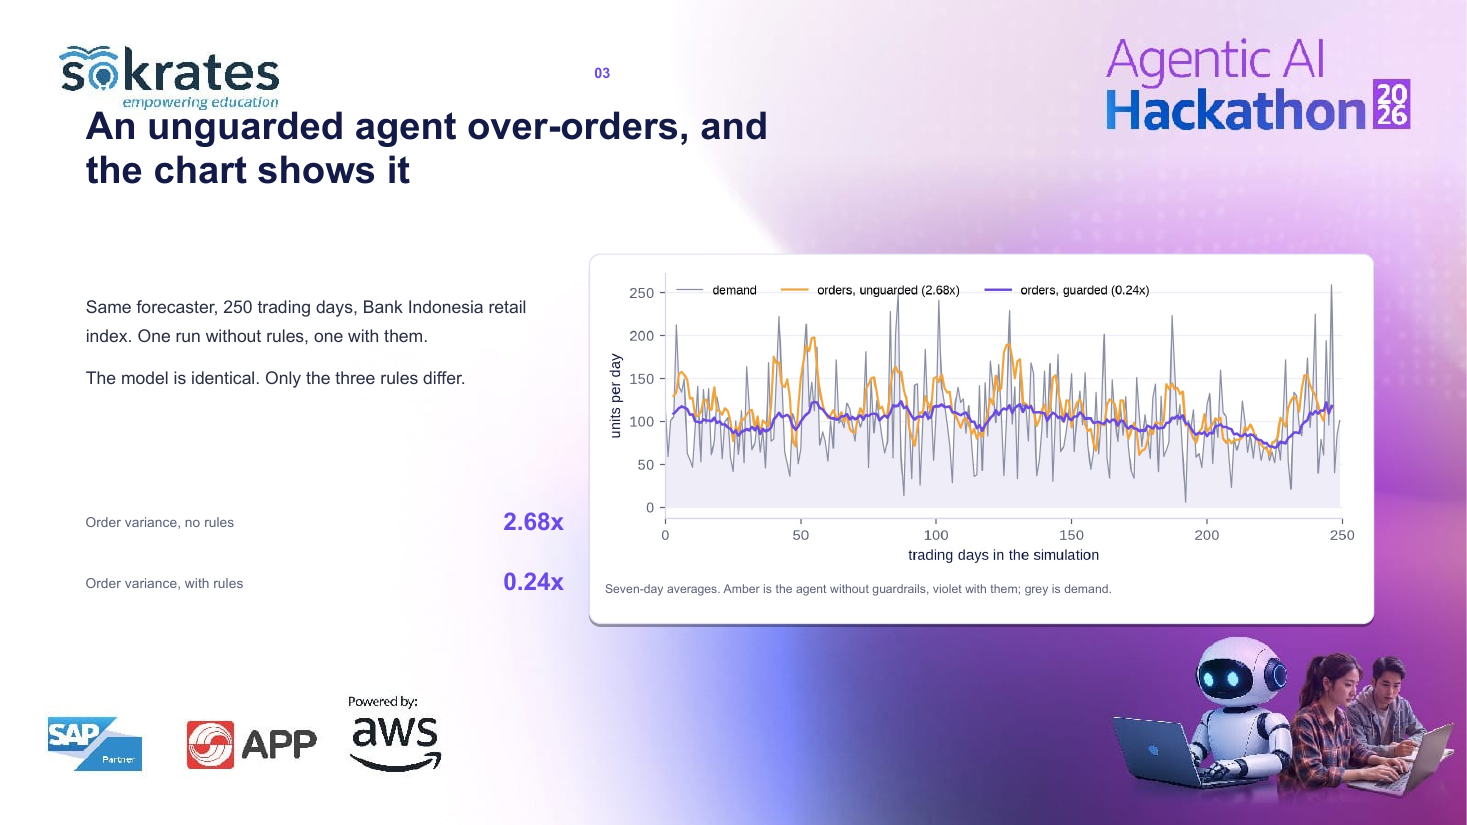 sokrates
empowering education
03
Agentic AI
Hackathon 2026
An unguarded agent over-orders, and
the chart shows it
Same forecaster, 250 trading days, Bank Indonesia retail
index. One run without rules, one with them.
The model is identical. Only the three rules differ.
Order variance, no rules 2.68x
Order variance, with rules 0.24x
demand orders, unguarded (2.68x) orders, guarded (0.24x)
units per day
250
200
150
100
50
0
0 50 100 150 200 250
trading days in the simulation
Seven-day averages. Amber is the agent without guardrails, violet with them; grey is demand.
SAP
Partner
APP
Powered by:
aws